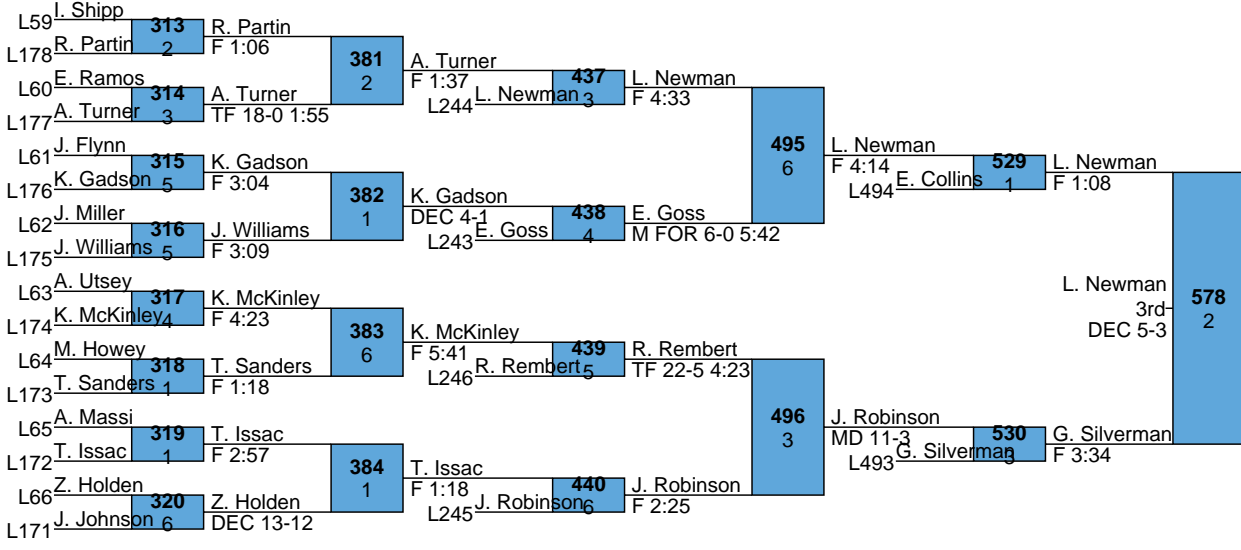 L59 I. Shipp
313
2
L178 R. Partin
R. Partin
F 1:06
L60 E. Ramos
314
3
L177 A. Turner
A. Turner
TF 18-0 1:55
381
2
A. Turner
F 1:37
L244 L. Newman
437
3
L. Newman
F 4:33
L61 J. Flynn
315
5
L176 K. Gadson
K. Gadson
F 3:04
L62 J. Miller
316
5
L175 J. Williams
J. Williams
F 3:09
382
1
K. Gadson
DEC 4-1
L243 E. Goss
438
4
E. Goss
M FOR 6-0 5:42
495
6
L. Newman
F 4:14
L494 E. Collins
529
1
L. Newman
F 1:08
L63 A. Utsey
317
4
L174 K. McKinley
K. McKinley
F 4:23
L64 M. Howey
318
1
L173 T. Sanders
T. Sanders
F 1:18
383
6
K. McKinley
F 5:41
L246 R. Rembert
439
5
R. Rembert
TF 22-5 4:23
L65 A. Massi
319
1
L172 T. Issac
T. Issac
F 2:57
L66 Z. Holden
320
6
L171 J. Johnson
Z. Holden
DEC 13-12
384
1
T. Issac
F 1:18
L245 J. Robinson
440
6
J. Robinson
F 2:25
496
3
J. Robinson
MD 11-3
L493 G. Silverman
530
3
G. Silverman
F 3:34
578
2
L. Newman
3rd
DEC 5-3